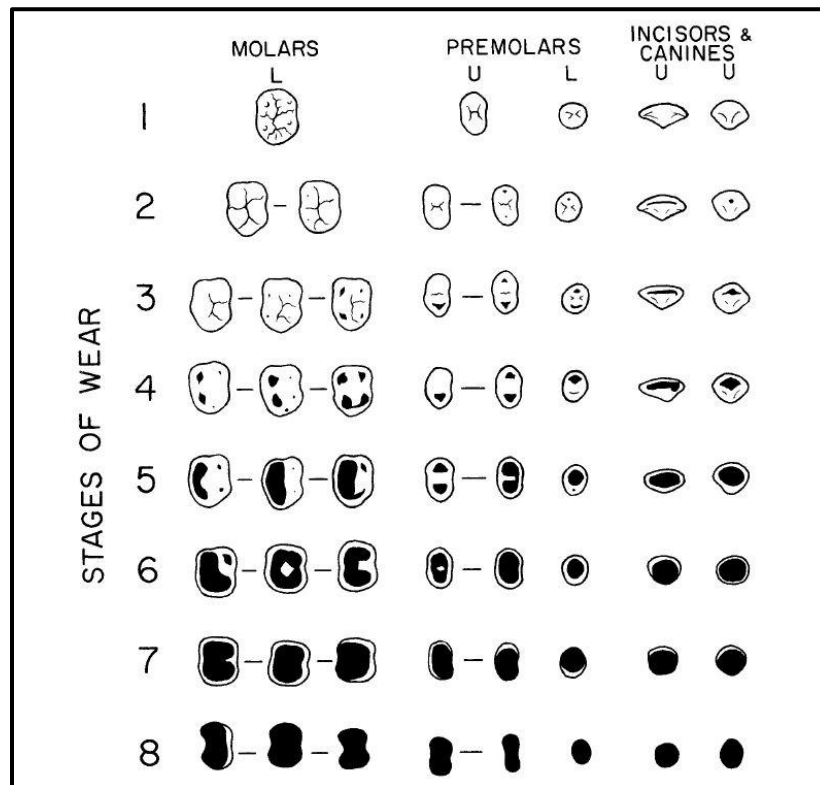 MOLARS
L
PREMOLARS
U L
INCISORS &
CANINES
U U
STAGES OF WEAR
1
2
3
4
5
6
7
8